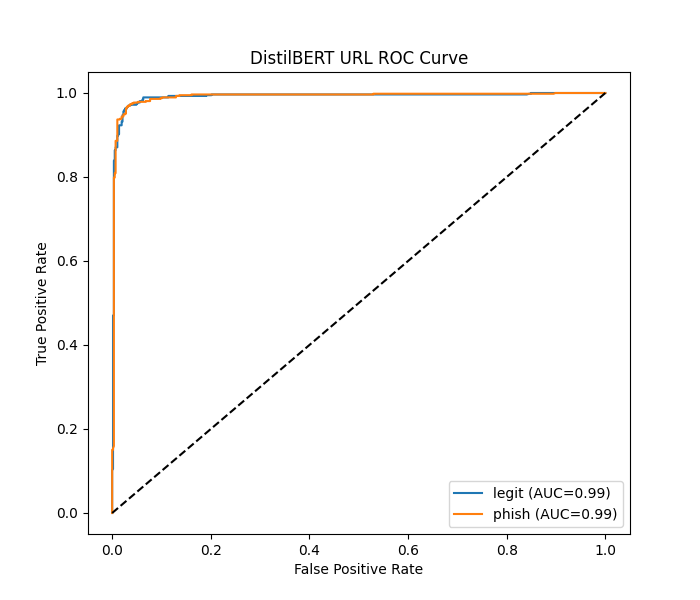 DistilBERT URL ROC Curve
1.0
0.8
0.6
0.4
0.2
0.0
True Positive Rate
legit (AUC=0.99)
phish (AUC=0.99)
0.0 0.2 0.4 0.6 0.8 1.0
False Positive Rate